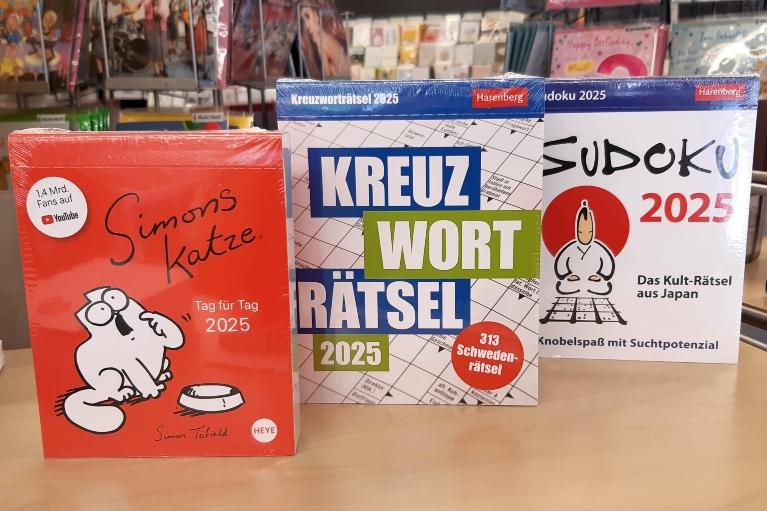 1,4 Mrd.
Fans auf
YouTube
Simons
Katze
Tag für Tag
2025
Simon Tofield
HEYE
Kreuzworträtsel 2025
Harenberg
KREUZ
WORT
RÄTSEL
2025
313
Schweden-
rätsel
udoku 2025
Harenberg
SUDOKU
2025
Das Kult-Rätsel
aus Japan
Knobelspaß mit Suchtpotenzial
Happy Birthday